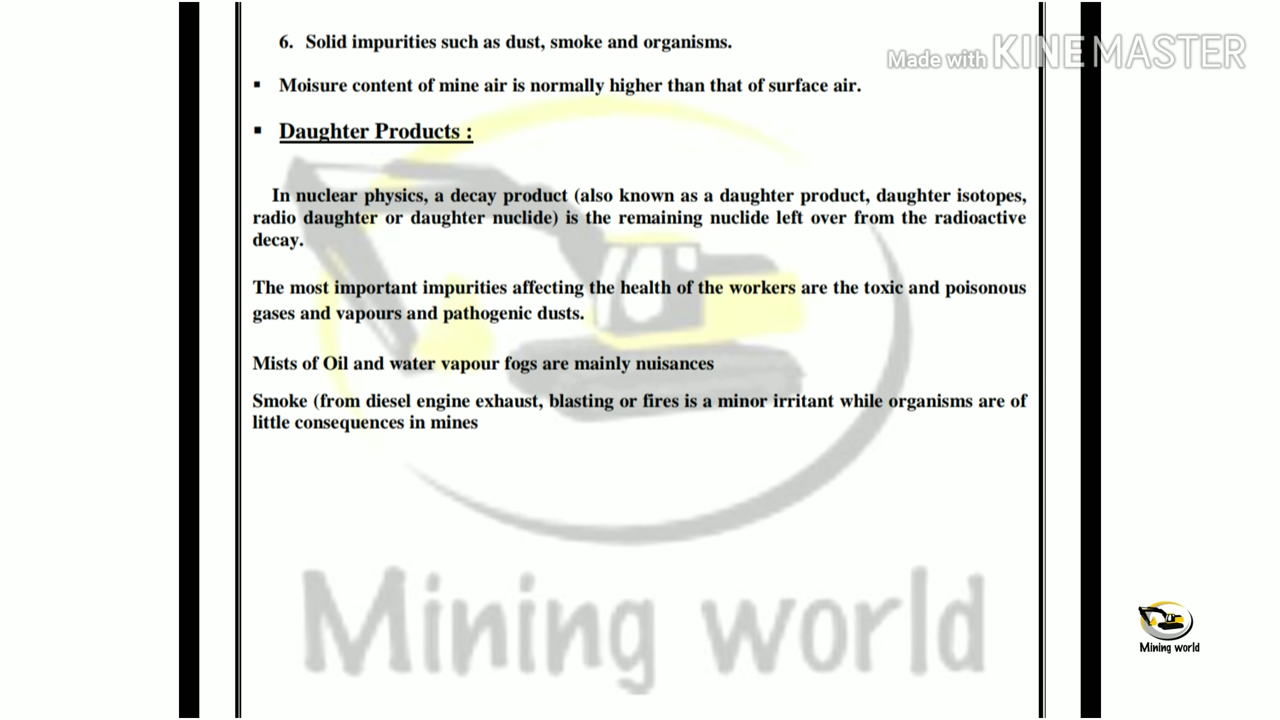 6. Solid impurities such as dust, smoke and organisms.
Made with KINEMASTER
▪ Moisure content of mine air is normally higher than that of surface air.
▪ Daughter Products :
In nuclear physics, a decay product (also known as a daughter product, daughter isotopes,
radio daughter or daughter nuclide) is the remaining nuclide left over from the radioactive
decay.
The most important impurities affecting the health of the workers are the toxic and poisonous
gases and vapours and pathogenic dusts.
Mists of Oil and water vapour fogs are mainly nuisances
Smoke (from diesel engine exhaust, blasting or fires is a minor irritant while organisms are of
little consequences in mines
Mining world
Mining world